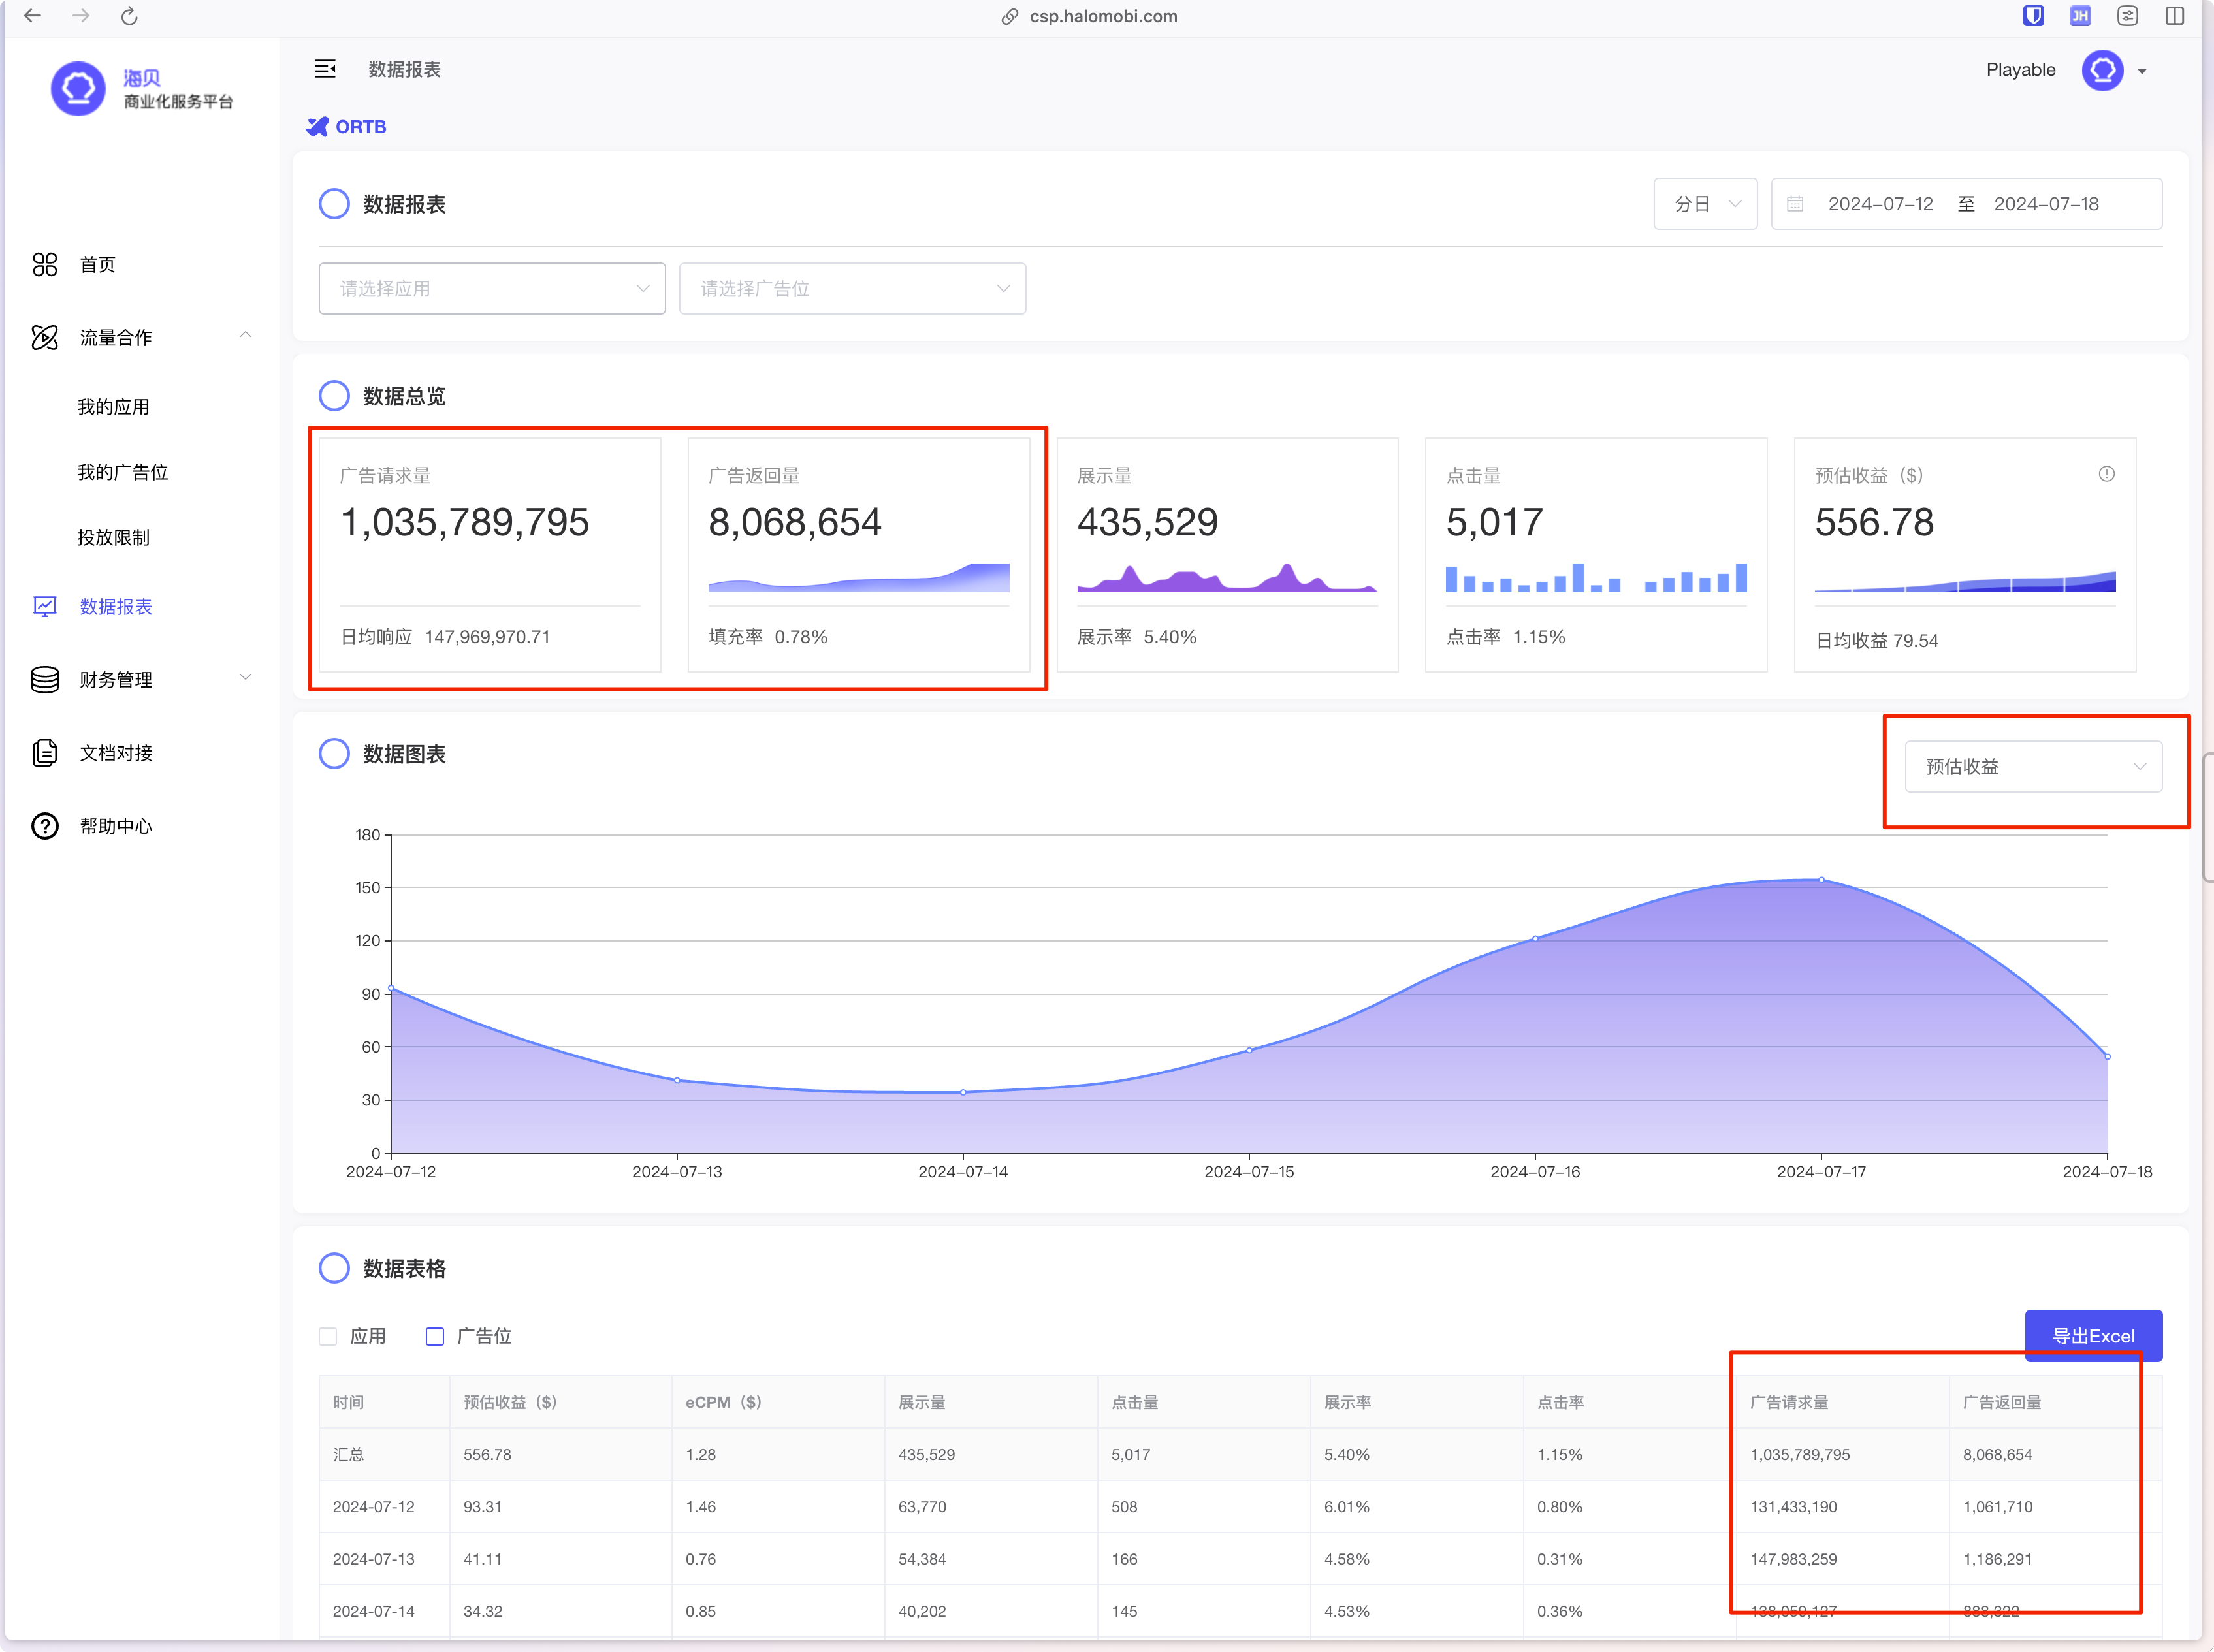 csp.halomobi.com
JH
海贝
商业化服务平台
数据报表
Playable
ORTB
首页
流量合作
我的应用
我的广告位
投放限制
数据报表
财务管理
文档对接
帮助中心
数据报表
分日
2024-07-12 至 2024-07-18
请选择应用
请选择广告位
数据总览
广告请求量
1,035,789,795
日均响应 147,969,970.71
广告返回量
8,068,654
填充率 0.78%
展示量
435,529
展示率 5.40%
点击量
5,017
点击率 1.15%
预估收益（$）
556.78
日均收益 79.54
数据图表
预估收益
180
150
120
90
60
30
0
2024-07-12 2024-07-13 2024-07-14 2024-07-15 2024-07-16 2024-07-17 2024-07-18
数据表格
应用 广告位
导出Excel
时间 预估收益（$） eCPM（$） 展示量 点击量 展示率 点击率 广告请求量 广告返回量
汇总 556.78 1.28 435,529 5,017 5.40% 1.15% 1,035,789,795 8,068,654
2024-07-12 93.31 1.46 63,770 508 6.01% 0.80% 131,433,190 1,061,710
2024-07-13 41.11 0.76 54,384 166 4.58% 0.31% 147,983,259 1,186,291
2024-07-14 34.32 0.85 40,202 145 4.53% 0.36%